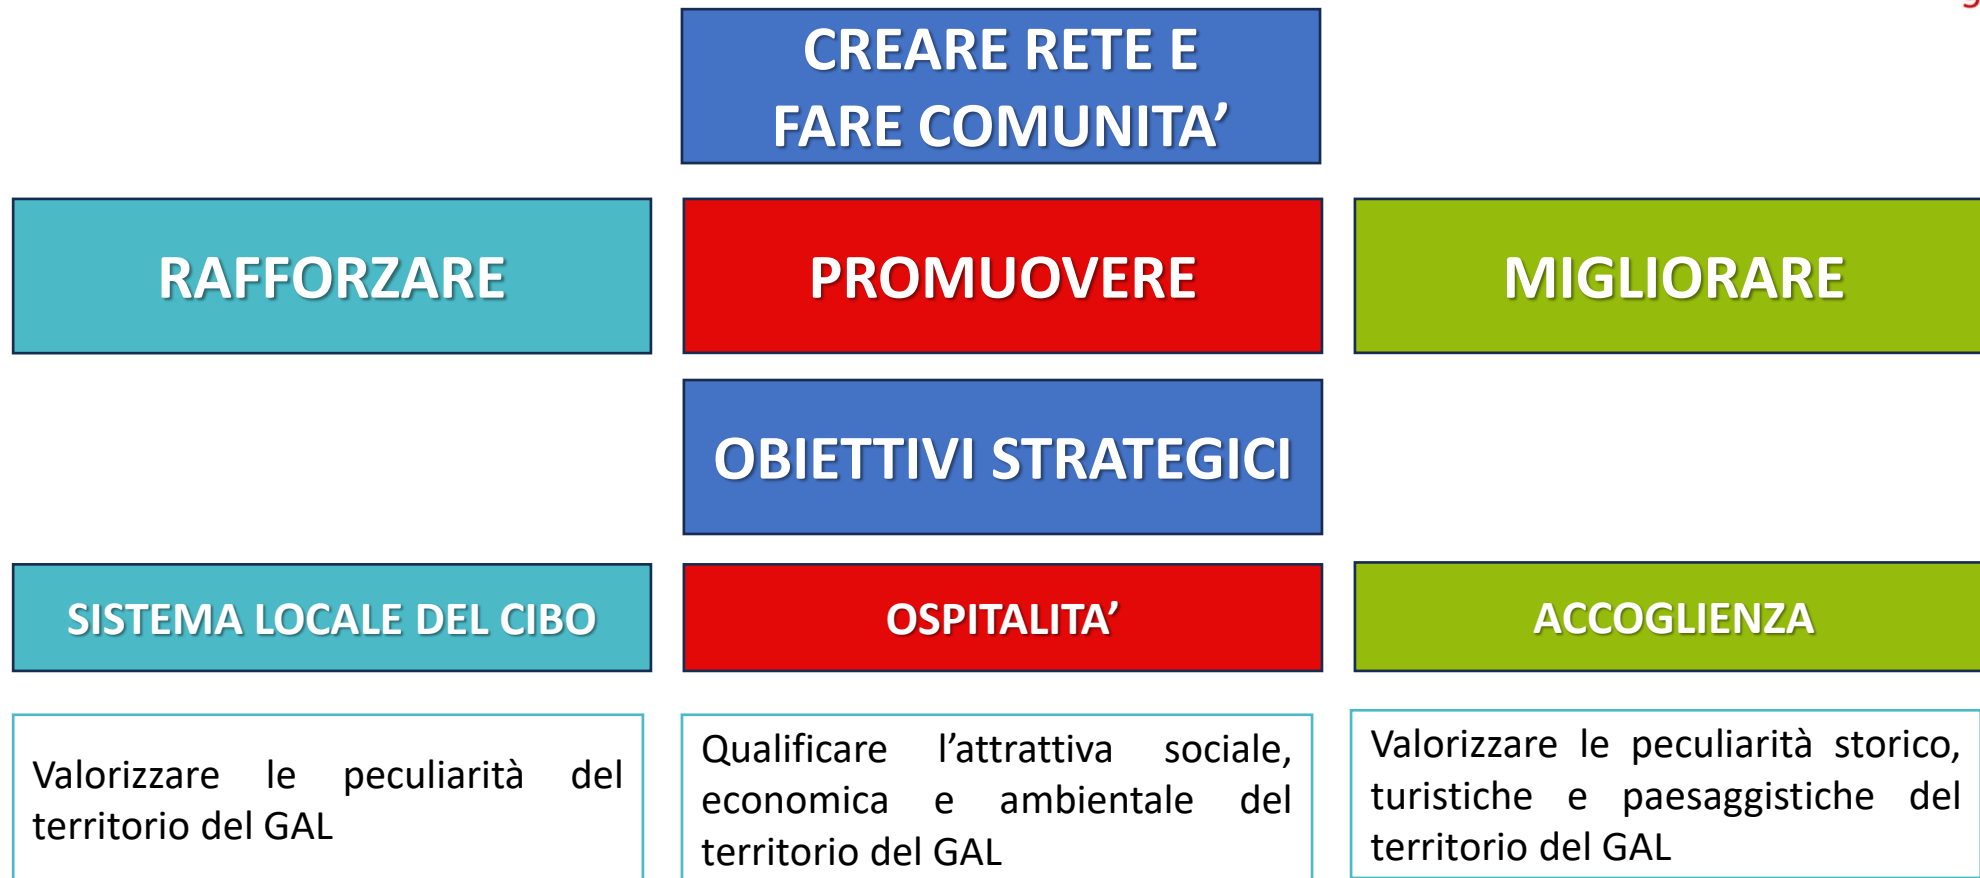 CREARE RETE E
FARE COMUNITA’
RAFFORZARE
PROMUOVERE
MIGLIORARE
OBIETTIVI STRATEGICI
SISTEMA LOCALE DEL CIBO
OSPITALITA’
ACCOGLIENZA
Valorizzare le peculiarità del
territorio del GAL
Qualificare l’attrattiva sociale,
economica e ambientale del
territorio del GAL
Valorizzare le peculiarità storico,
turistiche e paesaggistiche del
territorio del GAL